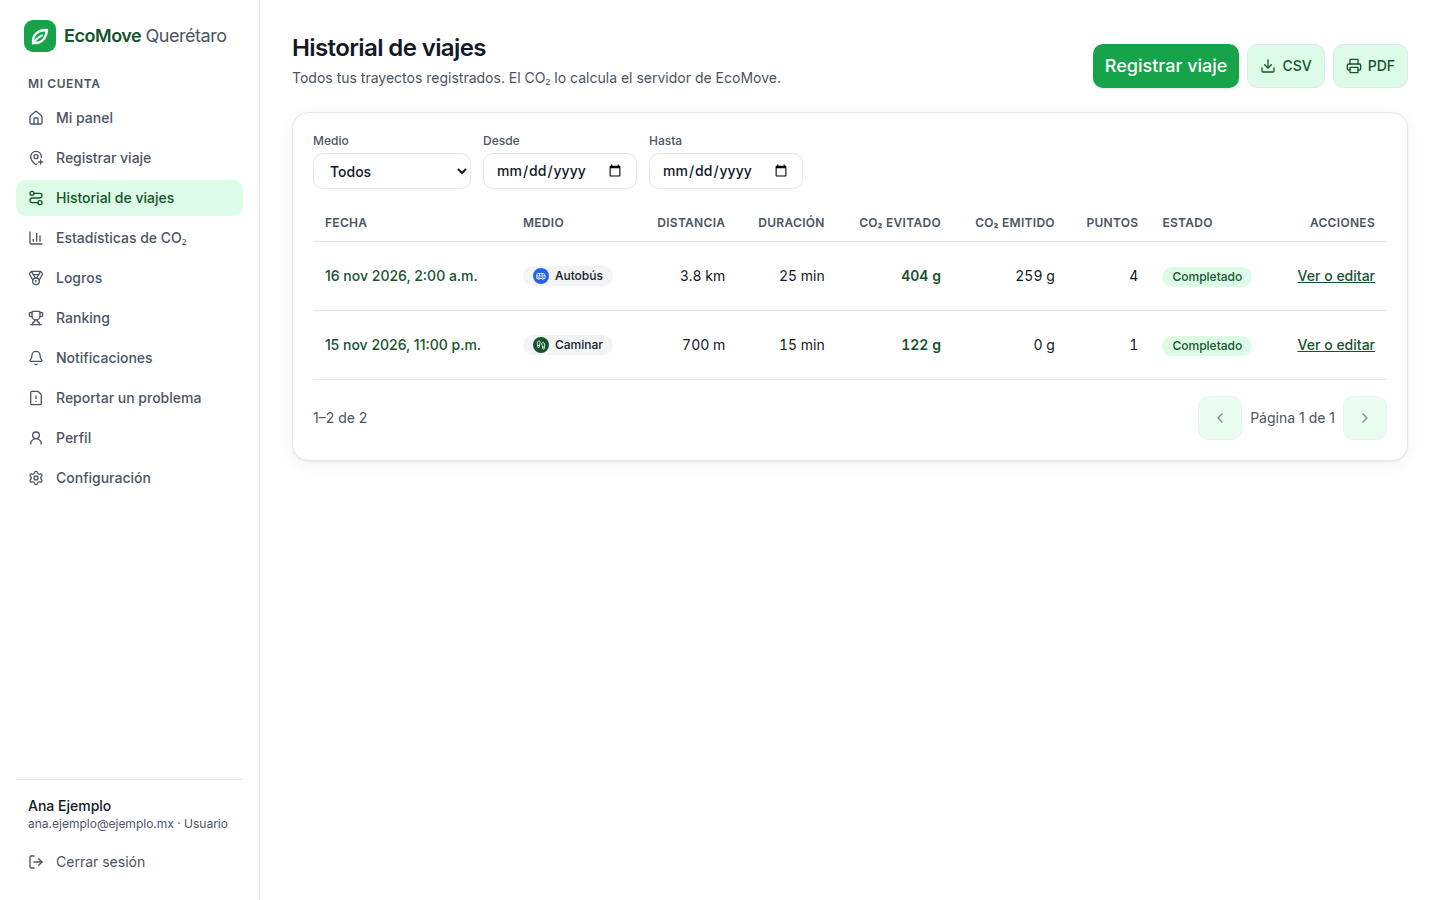 EcoMove Querétaro
MI CUENTA
Mi panel
Registrar viaje
Historial de viajes
Estadísticas de CO₂
Logros
Ranking
Notificaciones
Reportar un problema
Perfil
Configuración
Ana Ejemplo
ana.ejemplo@ejemplo.mx · Usuario
Cerrar sesión
Historial de viajes
Todos tus trayectos registrados. El CO₂ lo calcula el servidor de EcoMove.
Registrar viaje CSV PDF
Medio Desde Hasta
Todos mm/dd/yyyy mm/dd/yyyy
FECHA MEDIO DISTANCIA DURACIÓN CO₂ EVITADO CO₂ EMITIDO PUNTOS ESTADO ACCIONES
16 nov 2026, 2:00 a.m. Autobús 3.8 km 25 min 404 g 259 g 4 Completado Ver o editar
15 nov 2026, 11:00 p.m. Caminar 700 m 15 min 122 g 0 g 1 Completado Ver o editar
1–2 de 2 Página 1 de 1